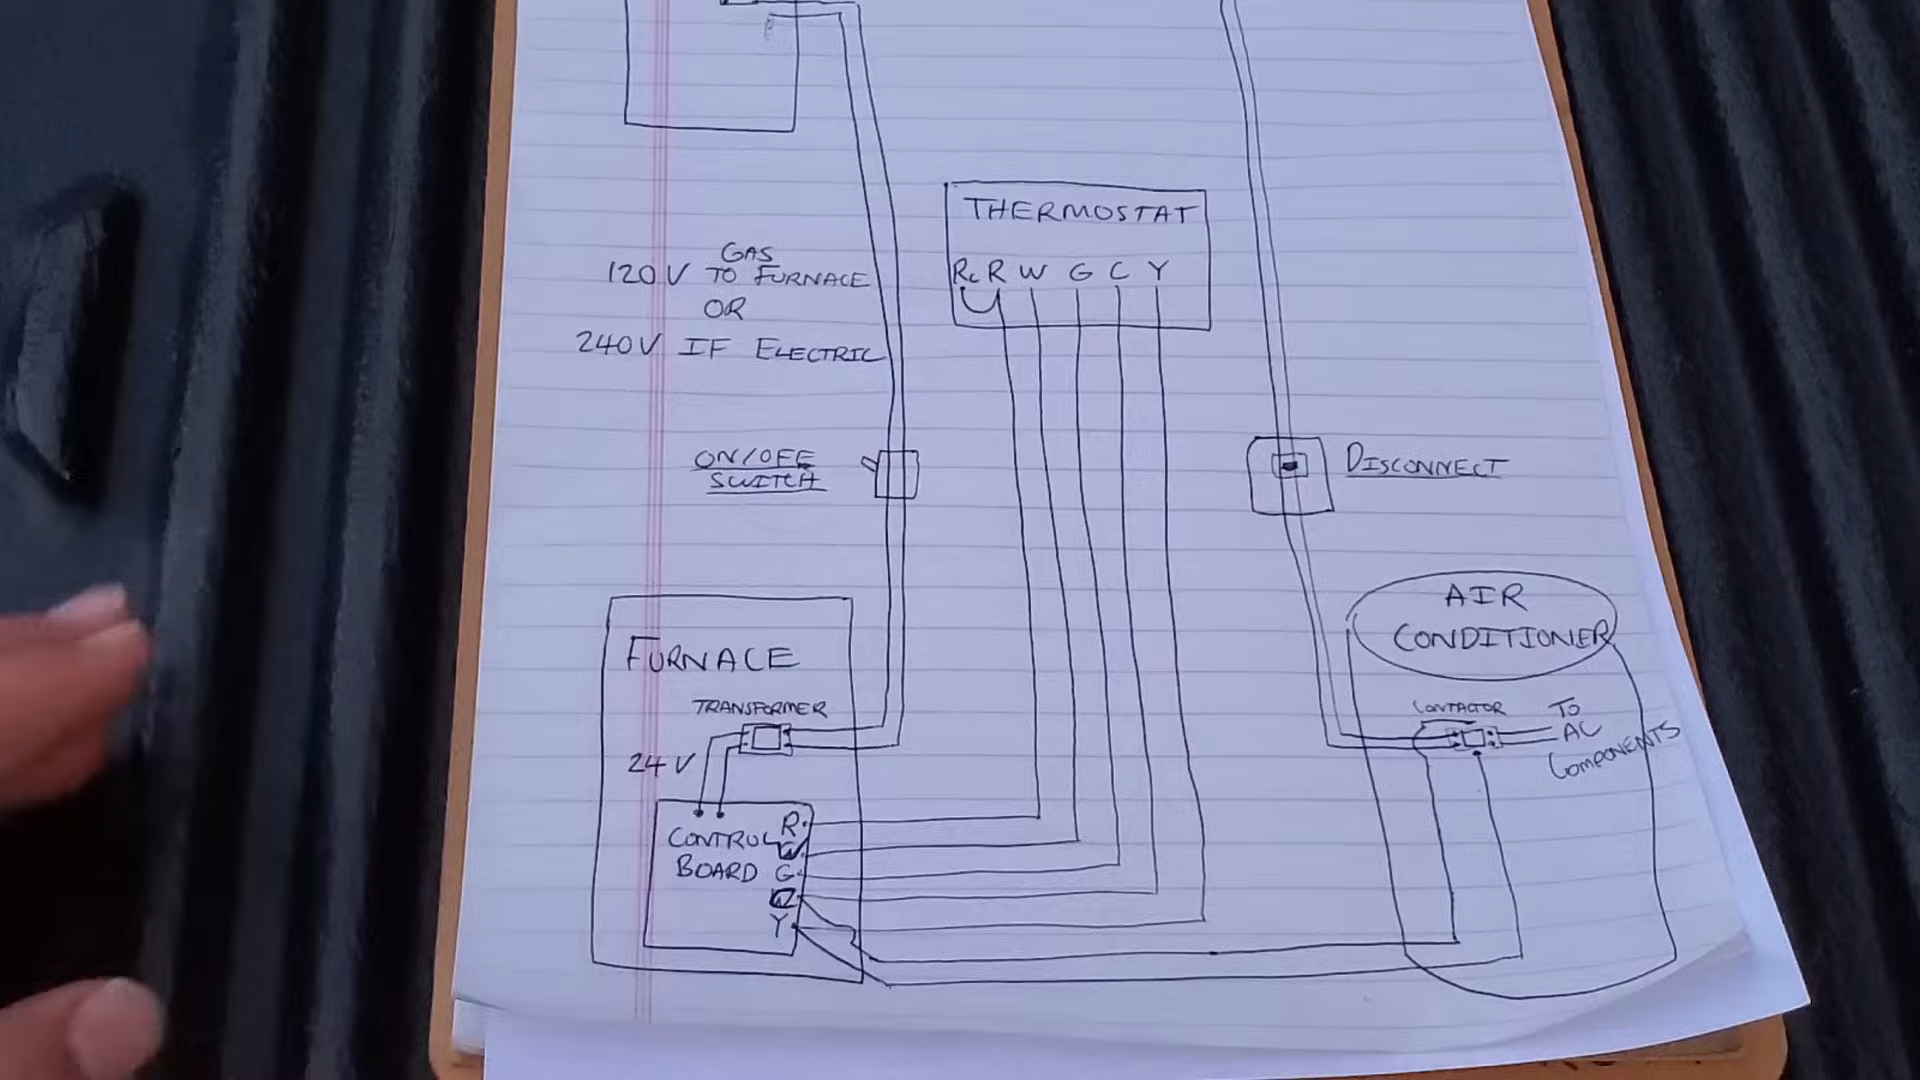 THERMOSTAT
Rc R W G C Y
GAS
120V TO FURNACE
OR
240V IF ELECTRIC
ON/OFF
SWITCH
DISCONNECT
AIR
CONDITIONER
FURNACE
TRANSFORMER
24V
CONTACTOR
TO
AC
COMPONENTS
CONTROL
BOARD
R
W
G
C
Y